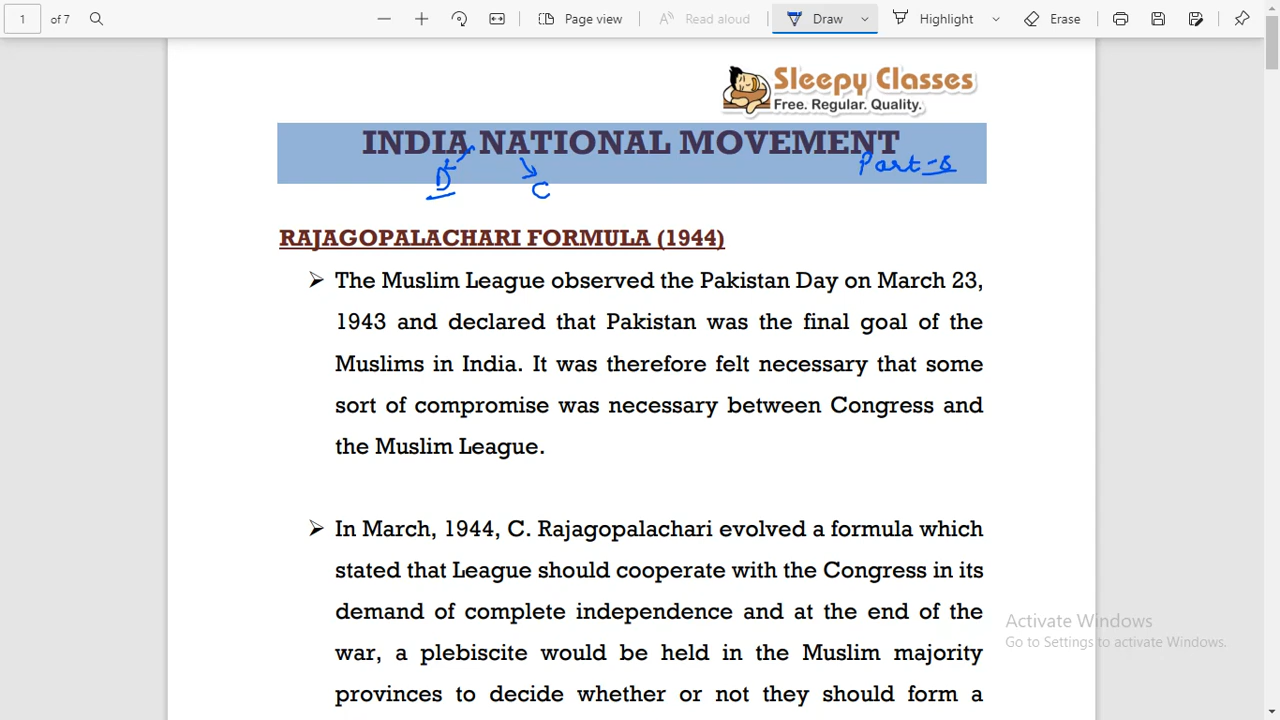 1 of 7 Page view Read aloud Draw Highlight Erase
Sleepy Classes
Free. Regular. Quality.
INDIA NATIONAL MOVEMENT
Part-8
D C
RAJAGOPALACHARI FORMULA (1944)
➢ The Muslim League observed the Pakistan Day on March 23,
1943 and declared that Pakistan was the final goal of the
Muslims in India. It was therefore felt necessary that some
sort of compromise was necessary between Congress and
the Muslim League.
➢ In March, 1944, C. Rajagopalachari evolved a formula which
stated that League should cooperate with the Congress in its
demand of complete independence and at the end of the
war, a plebiscite would be held in the Muslim majority
provinces to decide whether or not they should form a
Activate Windows
Go to Settings to activate Windows.